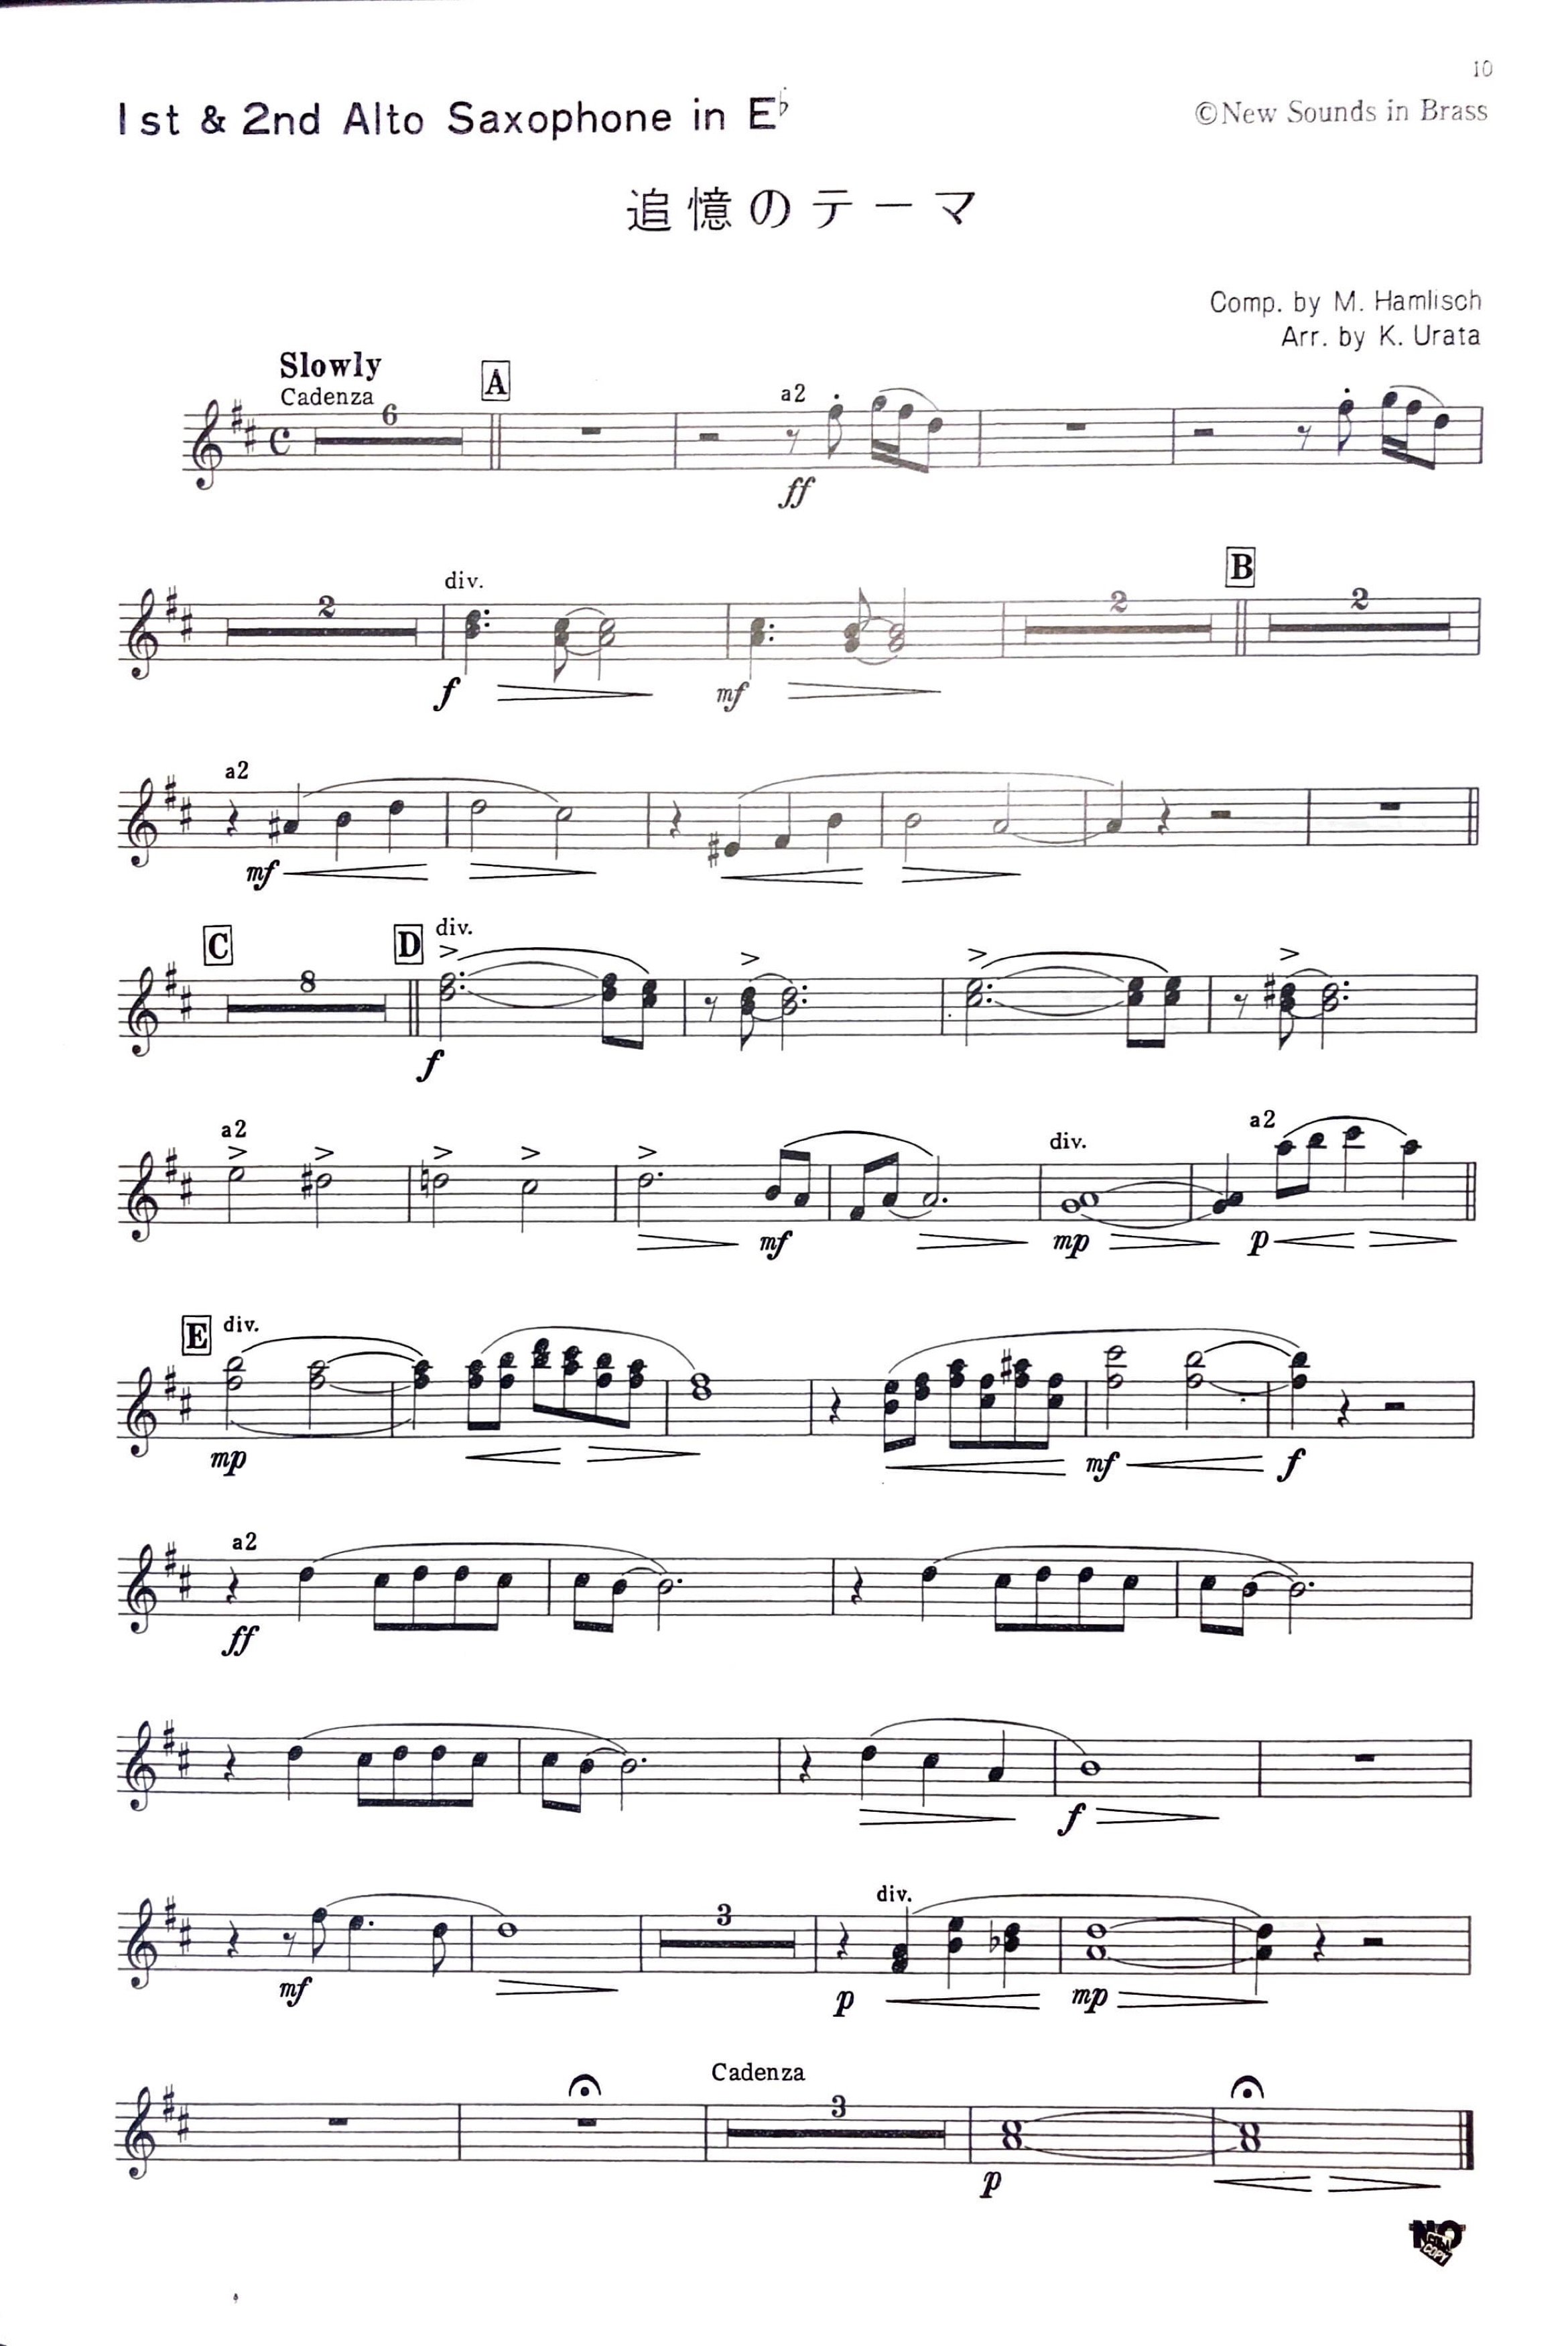 10
1st & 2nd Alto Saxophone in E♭
©New Sounds in Brass
追憶のテーマ
Comp. by M. Hamlisch
Arr. by K. Urata
Slowly
Cadenza
6
A
a2
ff
2
div.
f
mf
2
B
2
a2
mf
C
8
D
div.
f
a2
mf
div.
mp
a2
p
E
div.
mp
mf
f
a2
ff
f
mf
3
div.
p
mp
Cadenza
3
p
NO
COPY